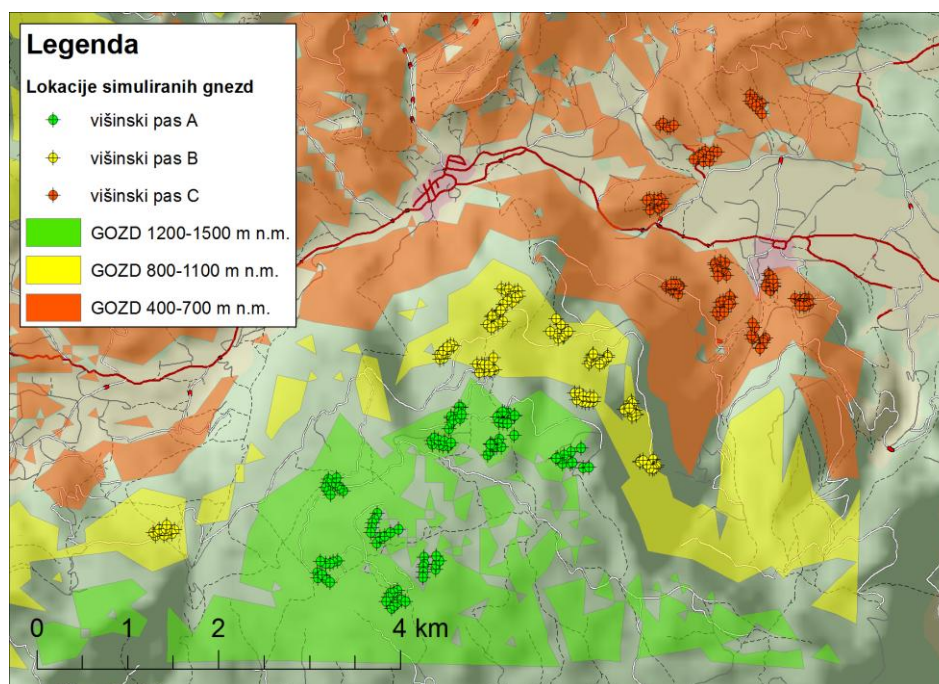 Legenda
Lokacije simuliranih gnezd
višinski pas A
višinski pas B
višinski pas C
GOZD 1200-1500 m n.m.
GOZD 800-1100 m n.m.
GOZD 400-700 m n.m.
0 1 2 4 km